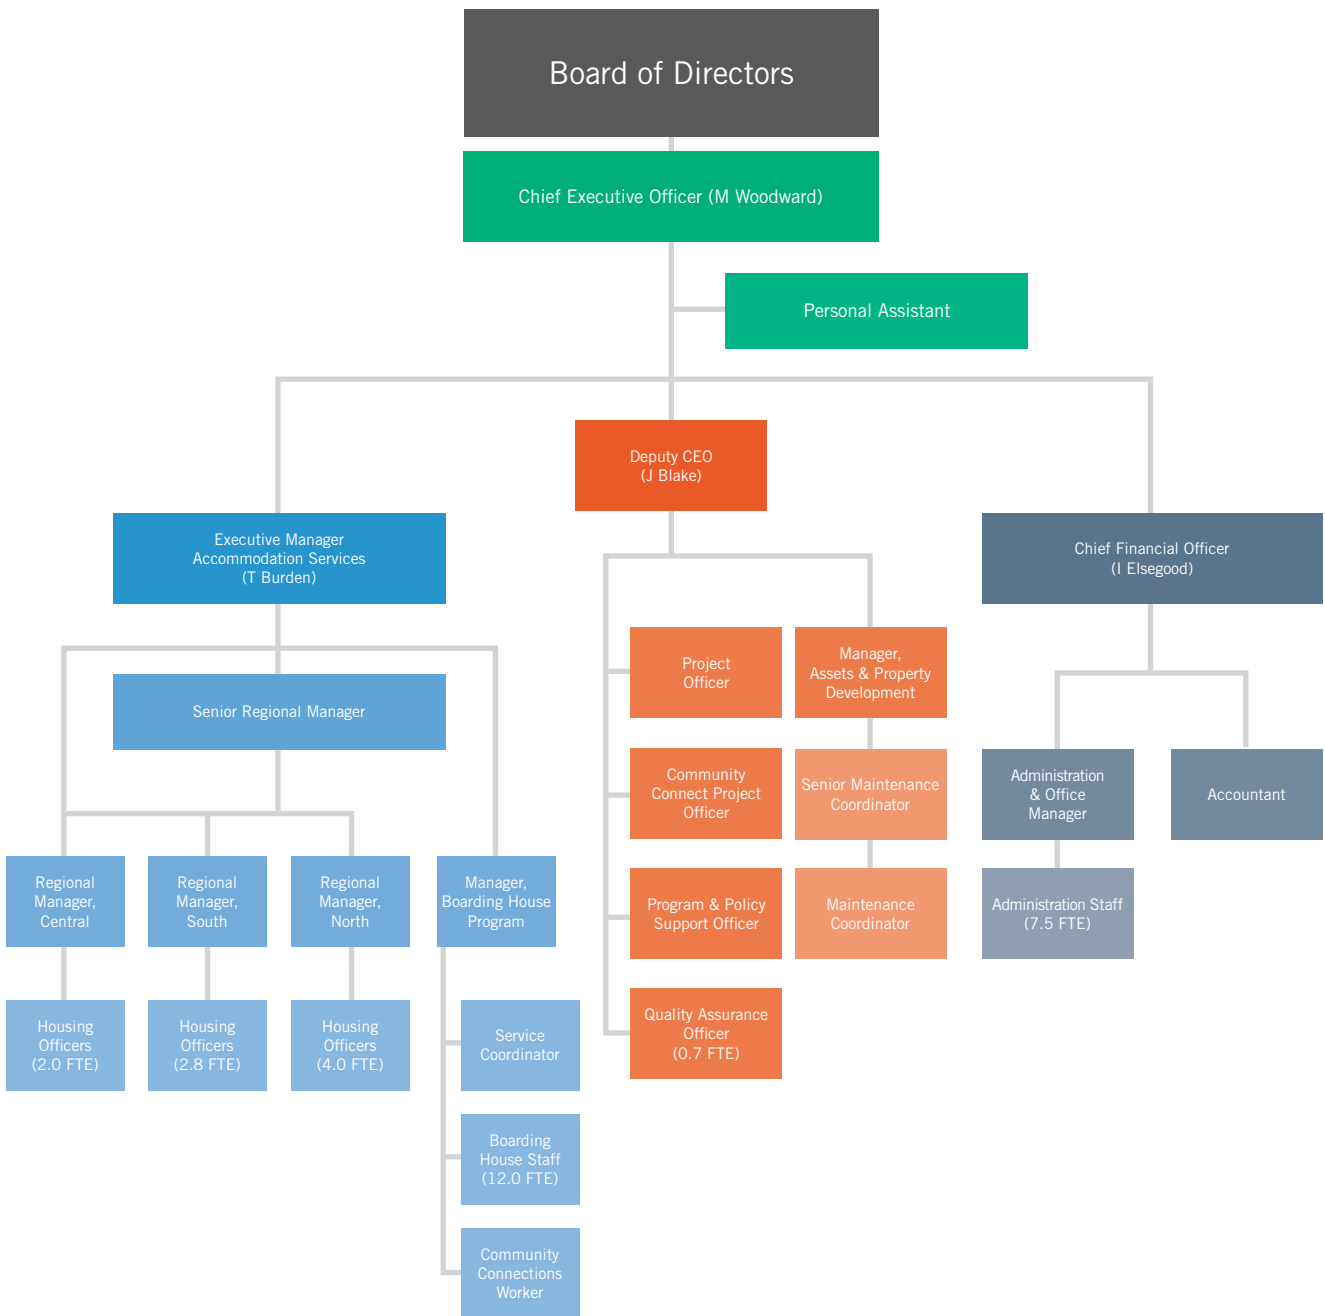 Board of Directors
Chief Executive Officer (M Woodward)
Personal Assistant
Deputy CEO
(J Blake)
Executive Manager
Accommodation Services
(T Burden)
Chief Financial Officer
(I Elsegood)
Senior Regional Manager
Project
Officer
Manager,
Assets & Property
Development
Community
Connect Project
Officer
Senior Maintenance
Coordinator
Administration
& Office
Manager
Accountant
Regional
Manager,
Central
Regional
Manager,
South
Regional
Manager,
North
Manager,
Boarding House
Program
Program & Policy
Support Officer
Maintenance
Coordinator
Administration Staff
(7.5 FTE)
Housing
Officers
(2.0 FTE)
Housing
Officers
(2.8 FTE)
Housing
Officers
(4.0 FTE)
Service
Coordinator
Quality Assurance
Officer
(0.7 FTE)
Boarding
House Staff
(12.0 FTE)
Community
Connections
Worker